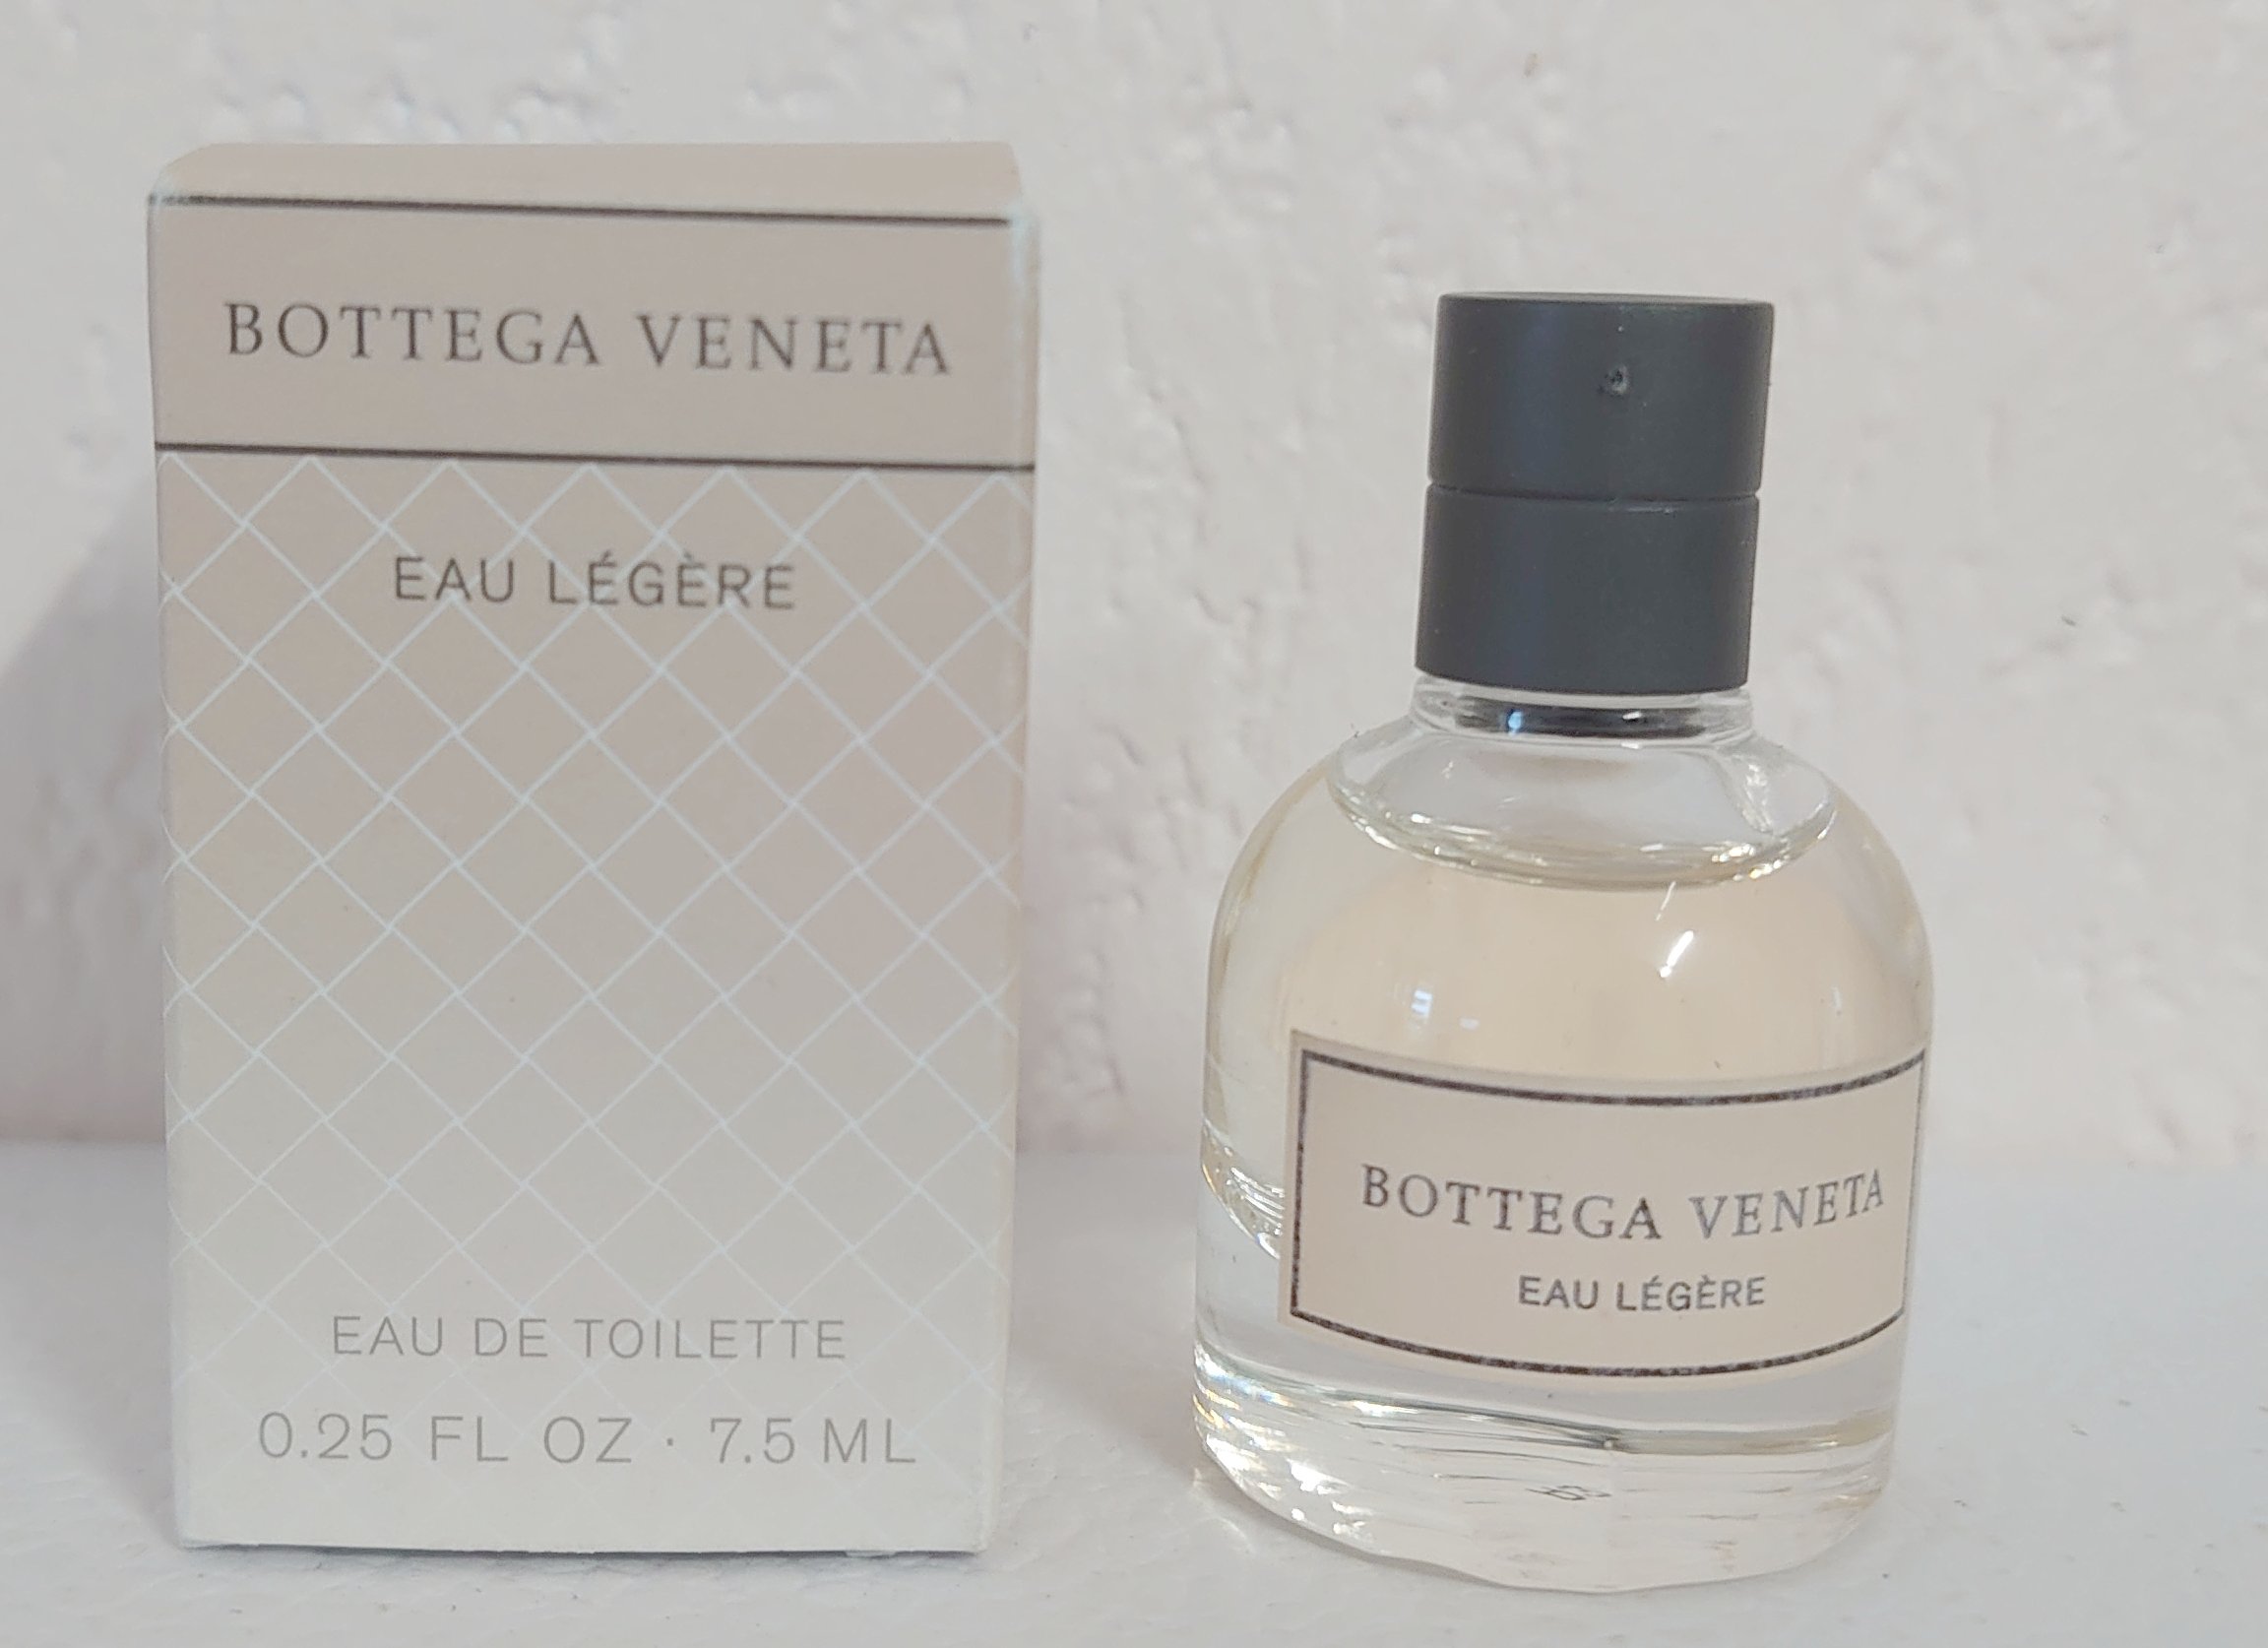 BOTTEGA VENETA
EAU LÉGÈRE
EAU DE TOILETTE
0.25 FL OZ · 7.5 ML
BOTTEGA VENETA
EAU LÉGÈRE